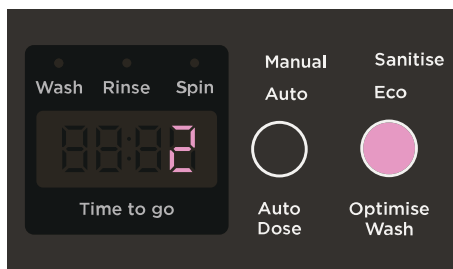 Wash Rinse Spin
2
Time to go
Manual Sanitise
Auto Eco
Auto Dose
Optimise Wash